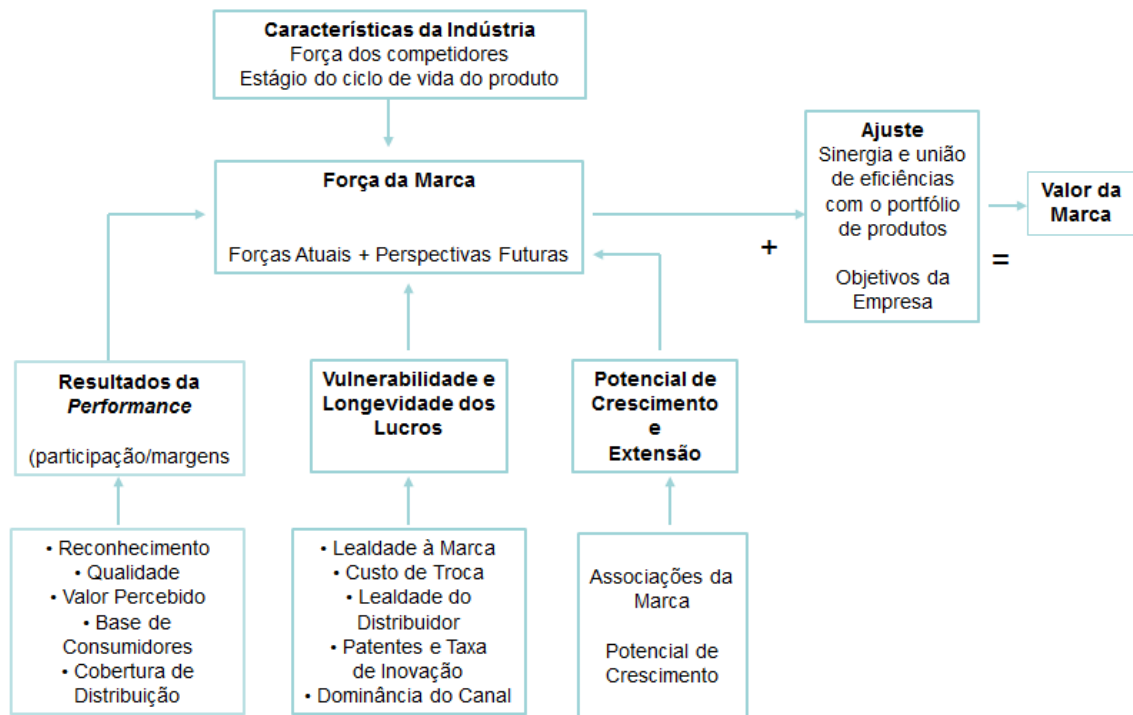 Características da Indústria
Força dos competidores
Estágio do ciclo de vida do produto
Força da Marca
Forças Atuais + Perspectivas Futuras
+
Ajuste
Sinergia e união
de eficiências
com o portfólio
de produtos
Objetivos da
Empresa
=
Valor da
Marca
Resultados da
Performance
(participação/margens
Vulnerabilidade e
Longevidade dos
Lucros
Potencial de
Crescimento
e
Extensão
• Reconhecimento
• Qualidade
• Valor Percebido
• Base de
Consumidores
• Cobertura de
Distribuição
• Lealdade à Marca
• Custo de Troca
• Lealdade do
Distribuidor
• Patentes e Taxa
de Inovação
• Dominância do Canal
Associações da
Marca
Potencial de
Crescimento